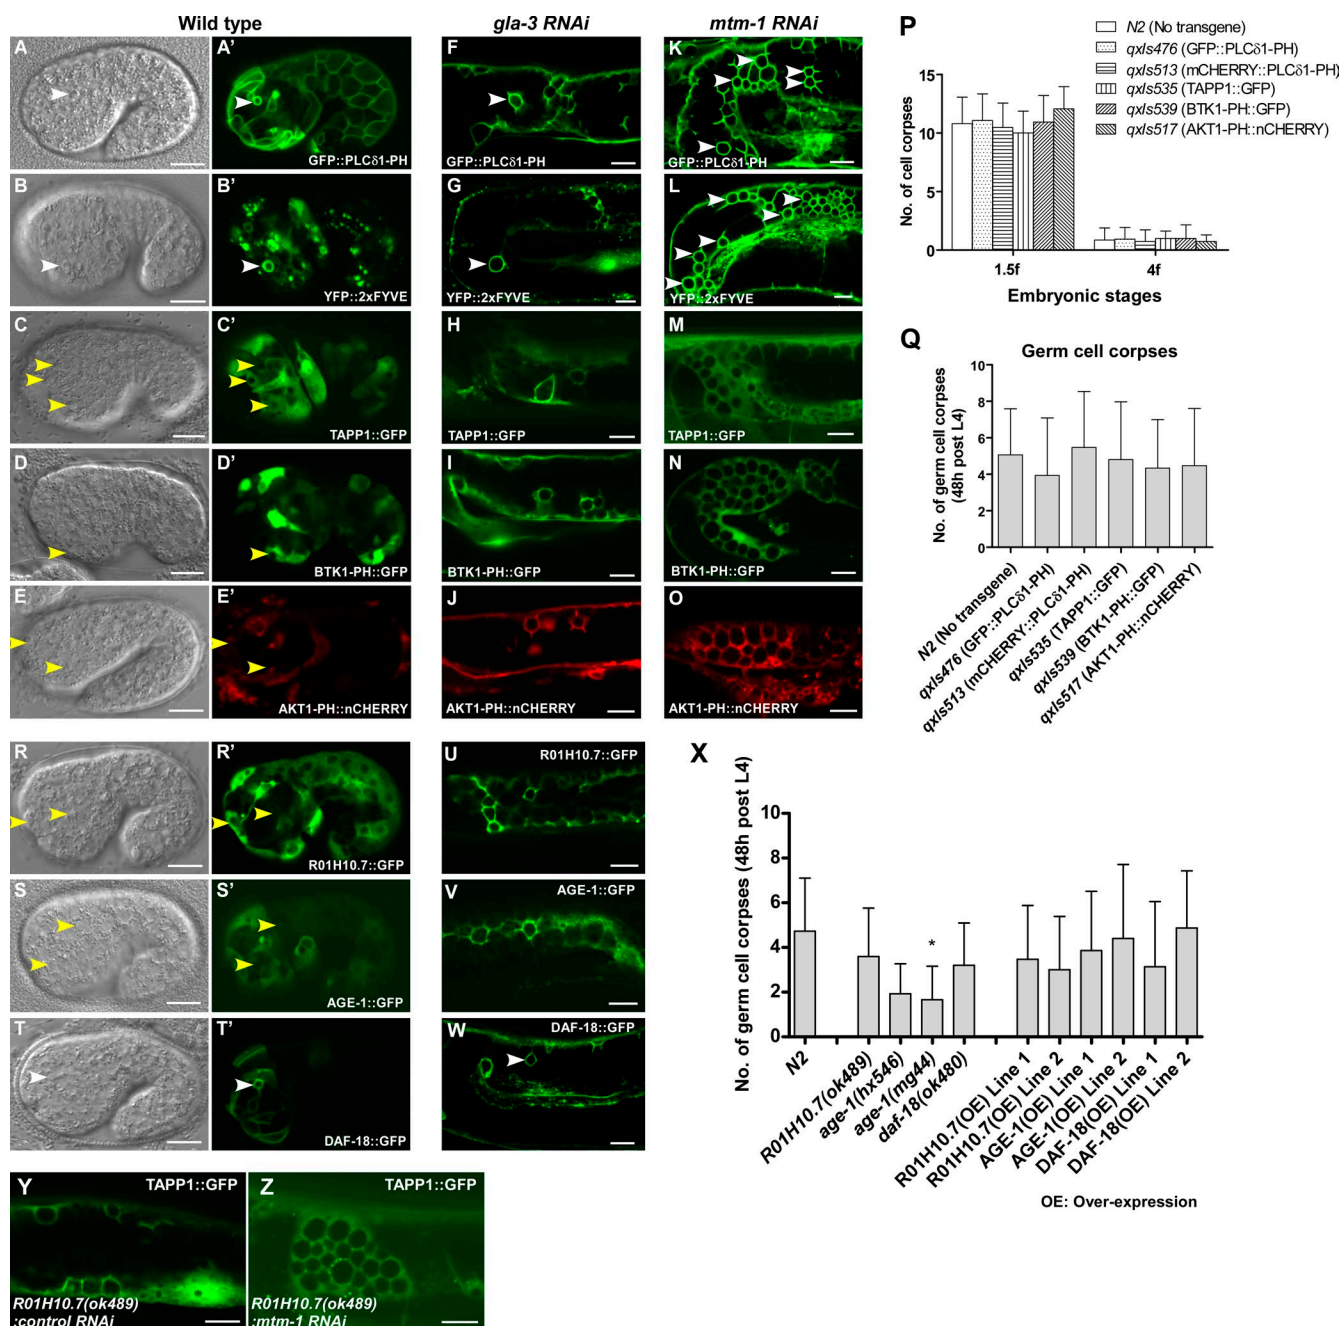 Wild type
gla-3 RNAi
mtm-1 RNAi
A
A'
GFP::PLCδ1-PH
F
GFP::PLCδ1-PH
K
GFP::PLCδ1-PH
B
B'
YFP::2xFYVE
G
YFP::2xFYVE
L
YFP::2xFYVE
C
C'
TAPP1::GFP
H
TAPP1::GFP
M
TAPP1::GFP
D
D'
BTK1-PH::GFP
I
BTK1-PH::GFP
N
BTK1-PH::GFP
E
E'
AKT1-PH::nCHERRY
J
AKT1-PH::nCHERRY
O
AKT1-PH::nCHERRY
P
N2 (No transgene)
qxIs476 (GFP::PLCδ1-PH)
qxIs513 (mCHERRY::PLCδ1-PH)
qxIs535 (TAPP1::GFP)
qxIs539 (BTK1-PH::GFP)
qxIs517 (AKT1-PH::nCHERRY)
No. of cell corpses
15
10
5
0
1.5f
4f
Embryonic stages
Q
Germ cell corpses
No. of germ cell corpses
(48h post L4)
10
8
6
4
2
0
N2 (No transgene)
qxIs476 (GFP::PLCδ1-PH)
qxIs513 (mCHERRY::PLCδ1-PH)
qxIs535 (TAPP1::GFP)
qxIs539 (BTK1-PH::GFP)
qxIs517 (AKT1-PH::nCHERRY)
R
R'
R01H10.7::GFP
U
R01H10.7::GFP
S
S'
AGE-1::GFP
V
AGE-1::GFP
T
T'
DAF-18::GFP
W
DAF-18::GFP
X
No. of germ cell corpses (48h post L4)
10
8
6
4
2
0
*
N2
R01H10.7(ok489)
age-1(hx546)
age-1(mg44)
daf-18(ok480)
R01H10.7(OE) Line 1
R01H10.7(OE) Line 2
AGE-1(OE) Line 1
AGE-1(OE) Line 2
DAF-18(OE) Line 1
DAF-18(OE) Line 2
OE: Over-expression
Y
TAPP1::GFP
R01H10.7(ok489)
:control RNAi
Z
TAPP1::GFP
R01H10.7(ok489)
:mtm-1 RNAi